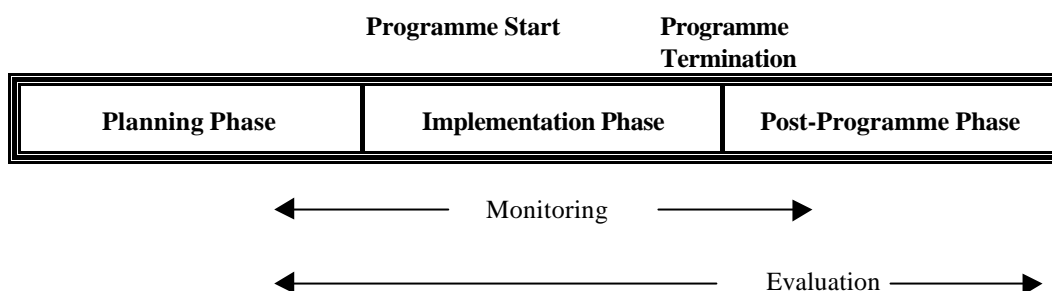 Programme Start Programme
Termination
Planning Phase Implementation Phase Post-Programme Phase
Monitoring
Evaluation